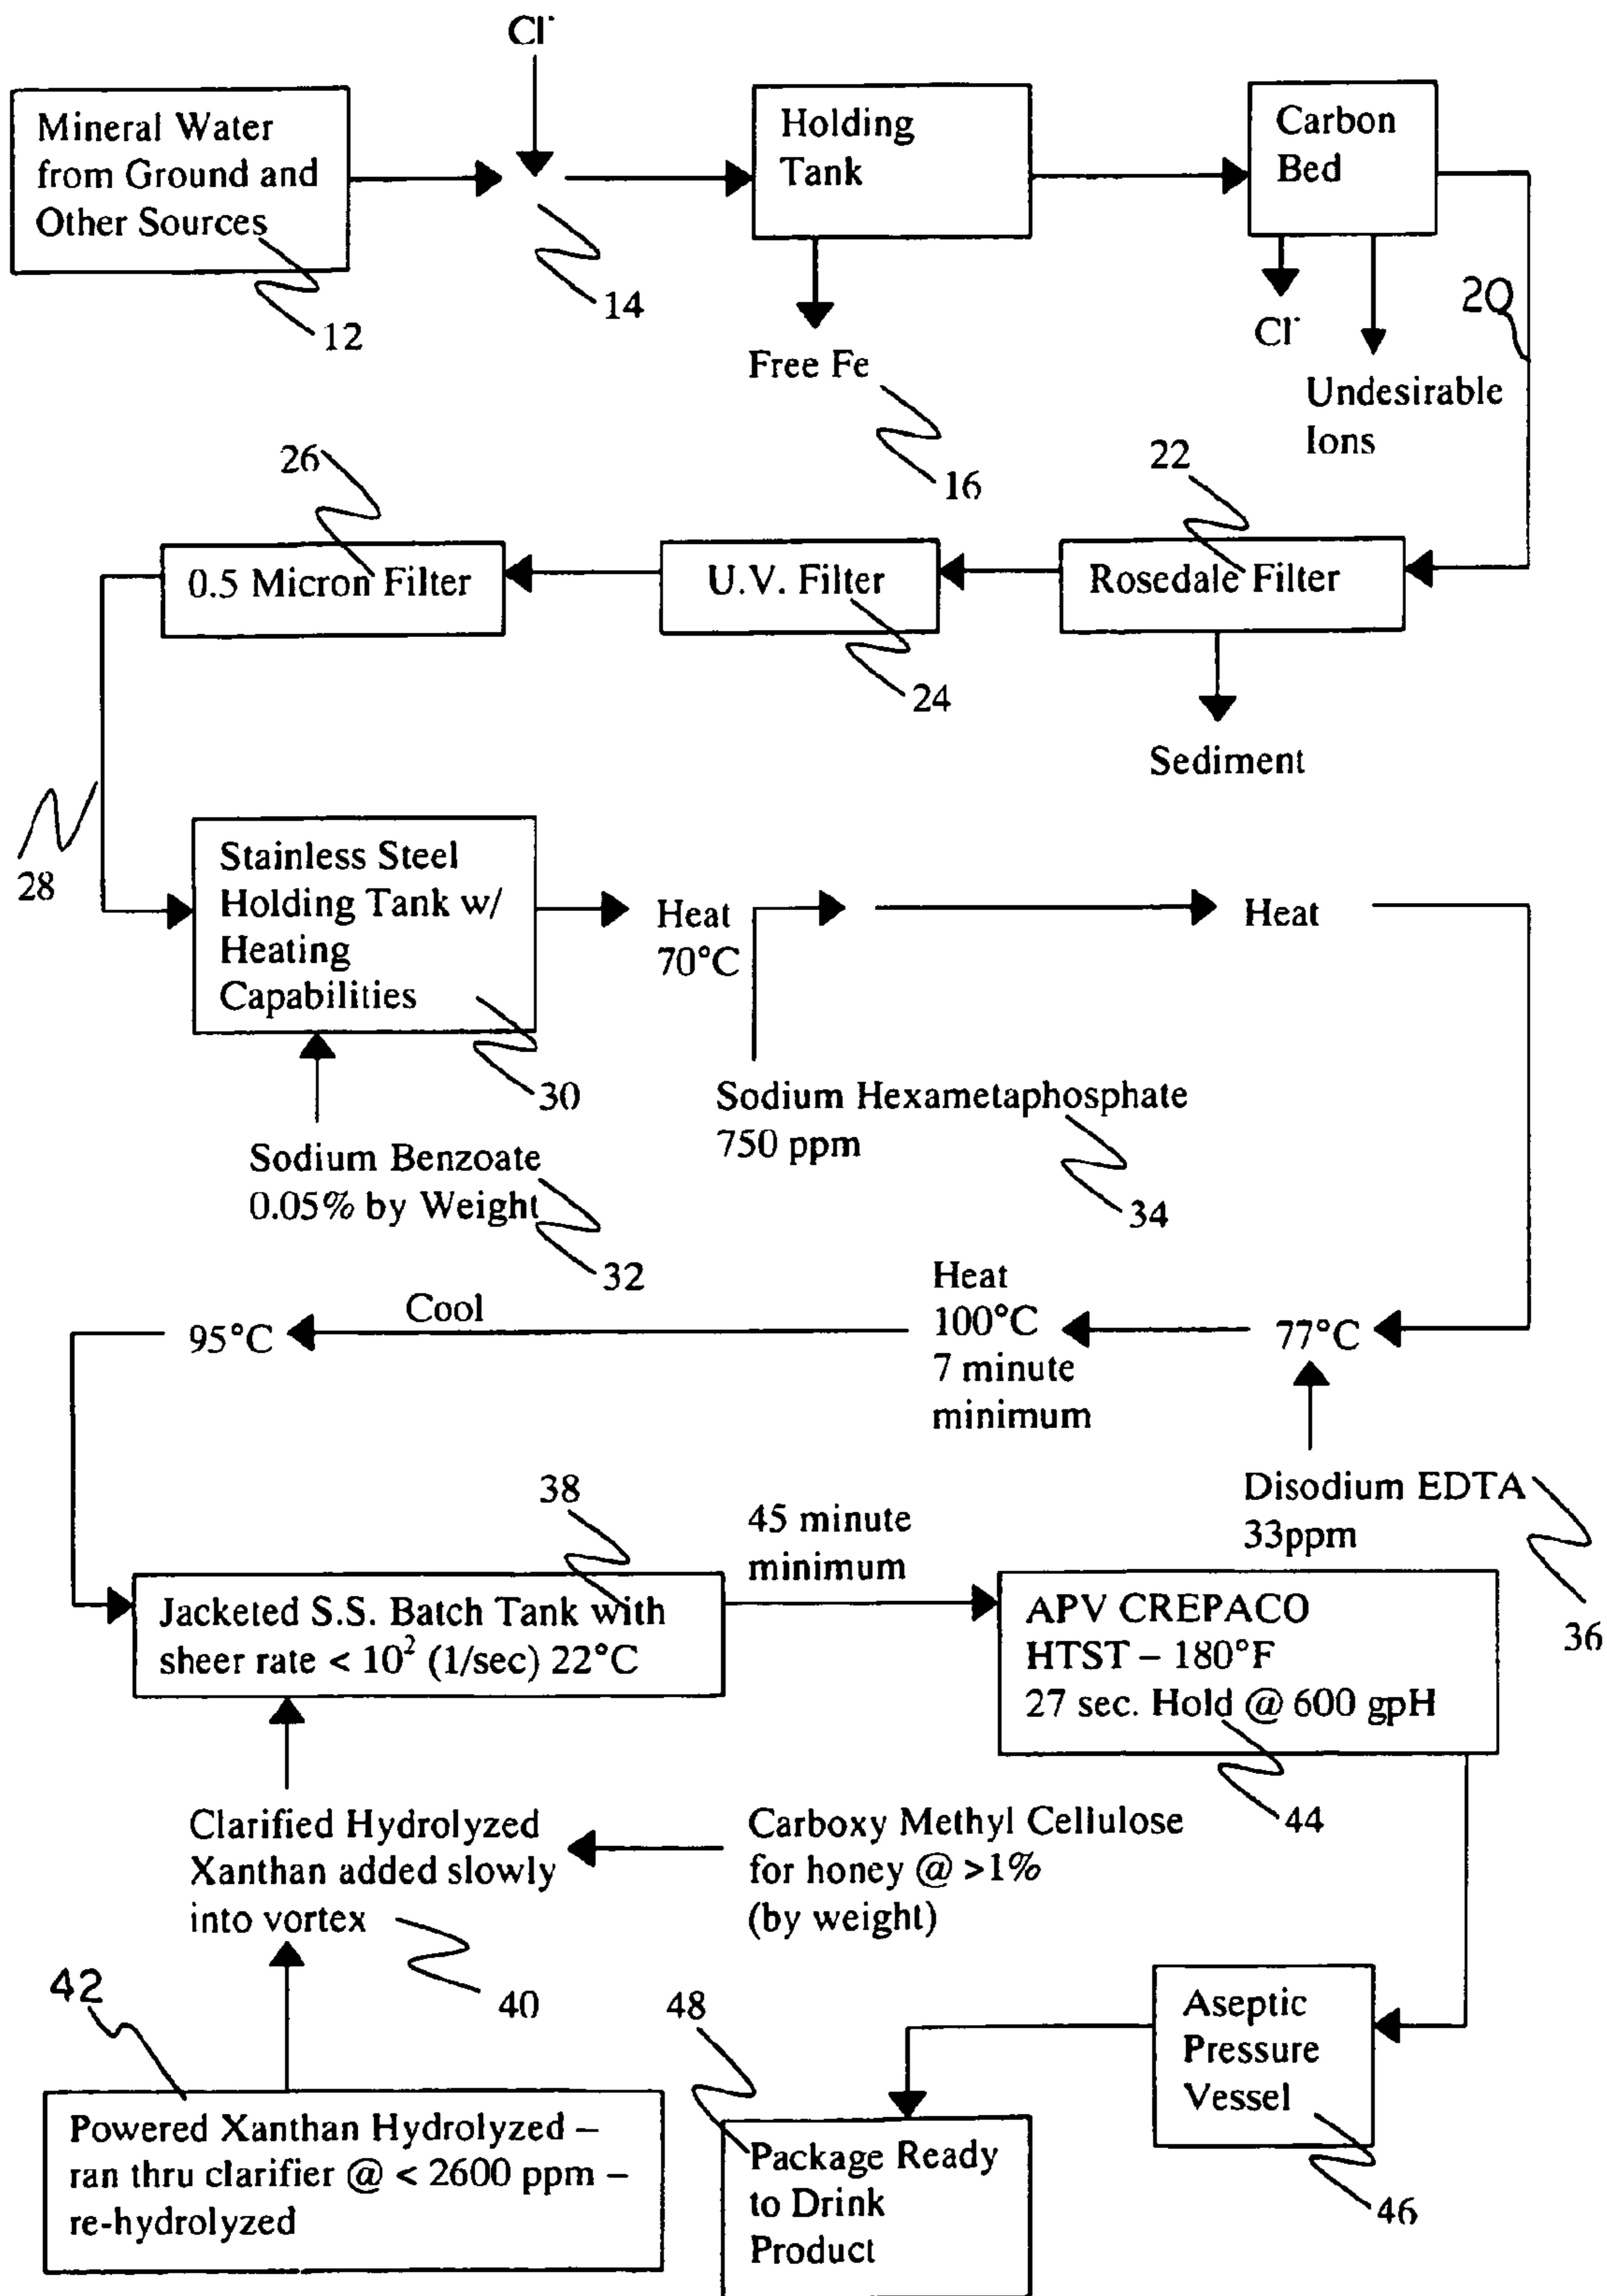 Cl⁻
Mineral Water
from Ground and
Other Sources
12
14
Holding
Tank
Free Fe
16
Carbon
Bed
Cl⁻
Undesirable
Ions
20
22
Rosedale Filter
Sediment
U.V. Filter
24
26
0.5 Micron Filter
28
Stainless Steel
Holding Tank w/
Heating
Capabilities
30
Sodium Benzoate
0.05% by Weight
32
Heat
70°C
Sodium Hexametaphosphate
750 ppm
34
Heat
77°C
Disodium EDTA
33ppm
36
Heat
100°C
7 minute
minimum
Cool
95°C
38
Jacketed S.S. Batch Tank with
sheer rate < 10² (1/sec) 22°C
45 minute
minimum
APV CREPACO
HTST – 180°F
27 sec. Hold @ 600 gpH
44
Clarified Hydrolyzed
Xanthan added slowly
into vortex
40
Carboxy Methyl Cellulose
for honey @ >1%
(by weight)
42
Powered Xanthan Hydrolyzed –
ran thru clarifier @ < 2600 ppm –
re-hydrolyzed
Aseptic
Pressure
Vessel
46
48
Package Ready
to Drink
Product